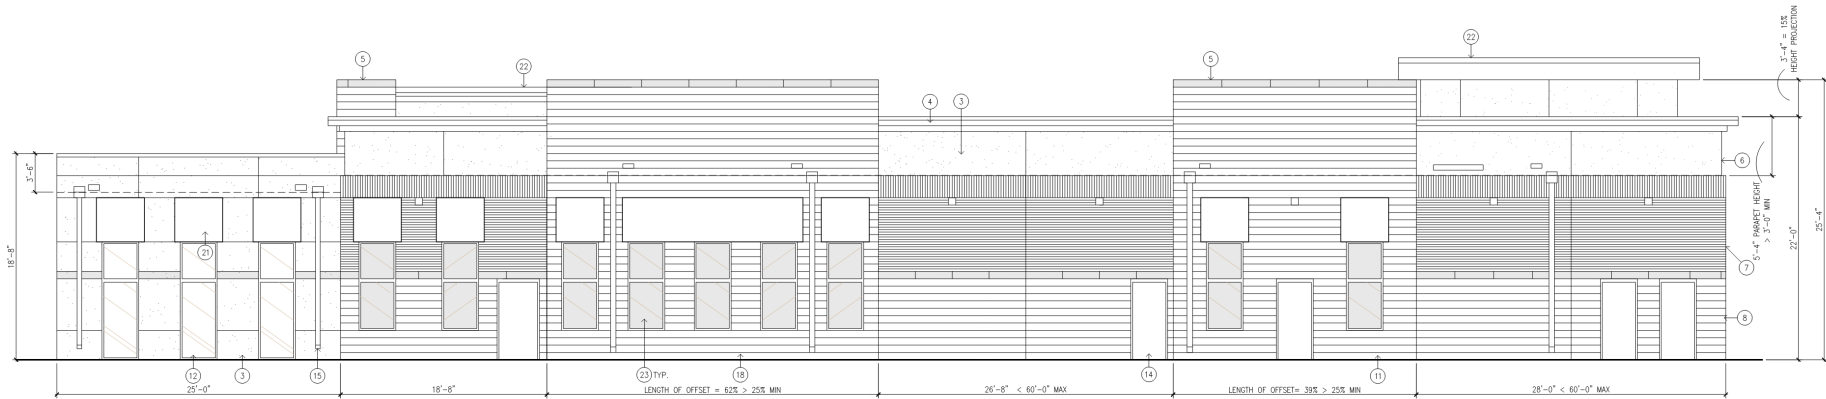 5
22
4
3
5
22
3'-4" = 15%
HEIGHT PROJECTION
3'-6"
18'-8"
21
6
5'-4" PARAPET HEIGHT
> 3'-0" MIN
22'-0"
25'-4"
7
8
12
3
15
23 TYP.
18
14
11
25'-0"
18'-8"
LENGTH OF OFFSET = 62% > 25% MIN
26'-8" < 60'-0" MAX
LENGTH OF OFFSET= 39% > 25% MIN
28'-0" < 60'-0" MAX